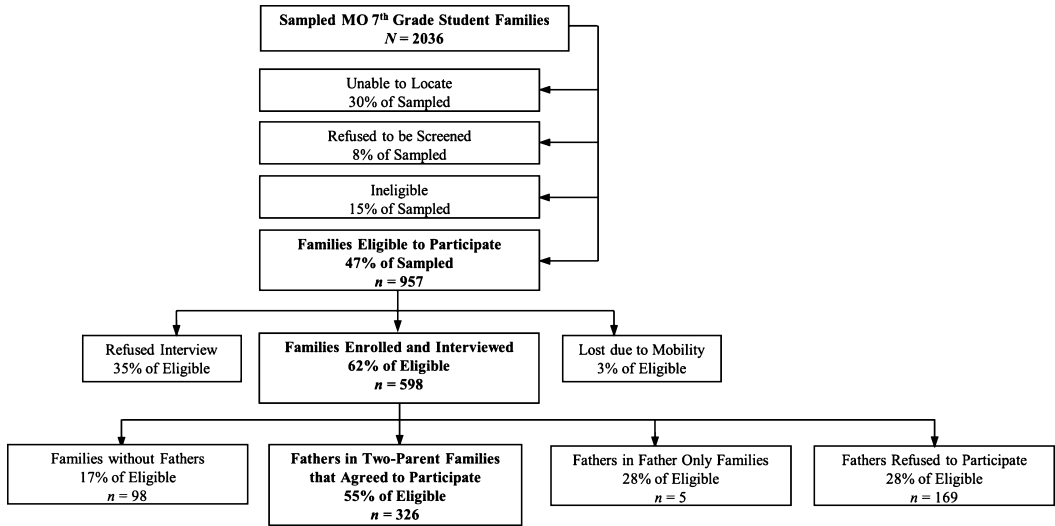 Sampled MO 7th Grade Student Families
N = 2036
Unable to Locate
30% of Sampled
Refused to be Screened
8% of Sampled
Ineligible
15% of Sampled
Families Eligible to Participate
47% of Sampled
n = 957
Refused Interview
35% of Eligible
Families Enrolled and Interviewed
62% of Eligible
n = 598
Lost due to Mobility
3% of Eligible
Families without Fathers
17% of Eligible
n = 98
Fathers in Two-Parent Families
that Agreed to Participate
55% of Eligible
n = 326
Fathers in Father Only Families
28% of Eligible
n = 5
Fathers Refused to Participate
28% of Eligible
n = 169